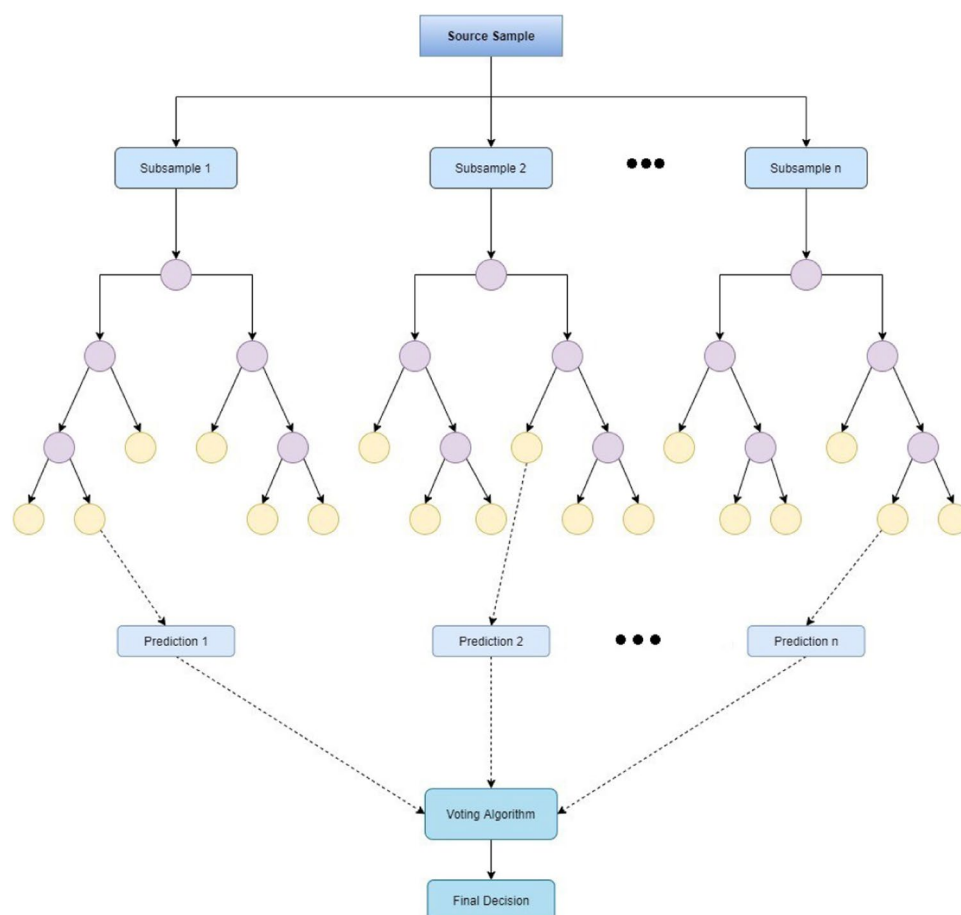 Source Sample
Subsample 1
Subsample 2
Subsample n
Prediction 1
Prediction 2
Prediction n
Voting Algorithm
Final Decision